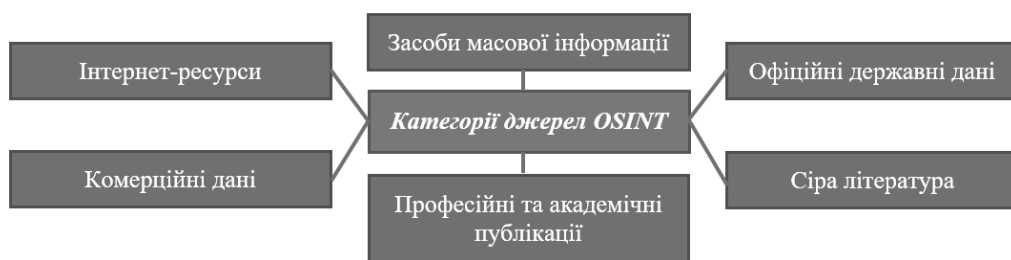 Засоби масової інформації
Інтернет-ресурси
Офіційні державні дані
Категорії джерел OSINT
Комерційні дані
Сіра література
Професійні та академічні
публікації